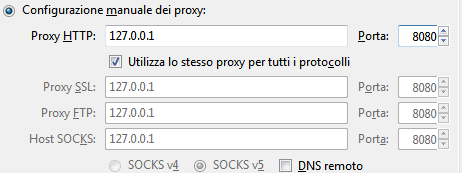 Configurazione manuale dei proxy:
Proxy HTTP: 127.0.0.1 Porta: 8080
Utilizza lo stesso proxy per tutti i protocolli
Proxy SSL: 127.0.0.1 Porta: 8080
Proxy FTP: 127.0.0.1 Porta: 8080
Host SOCKS: 127.0.0.1 Porta: 8080
SOCKS v4 SOCKS v5 DNS remoto